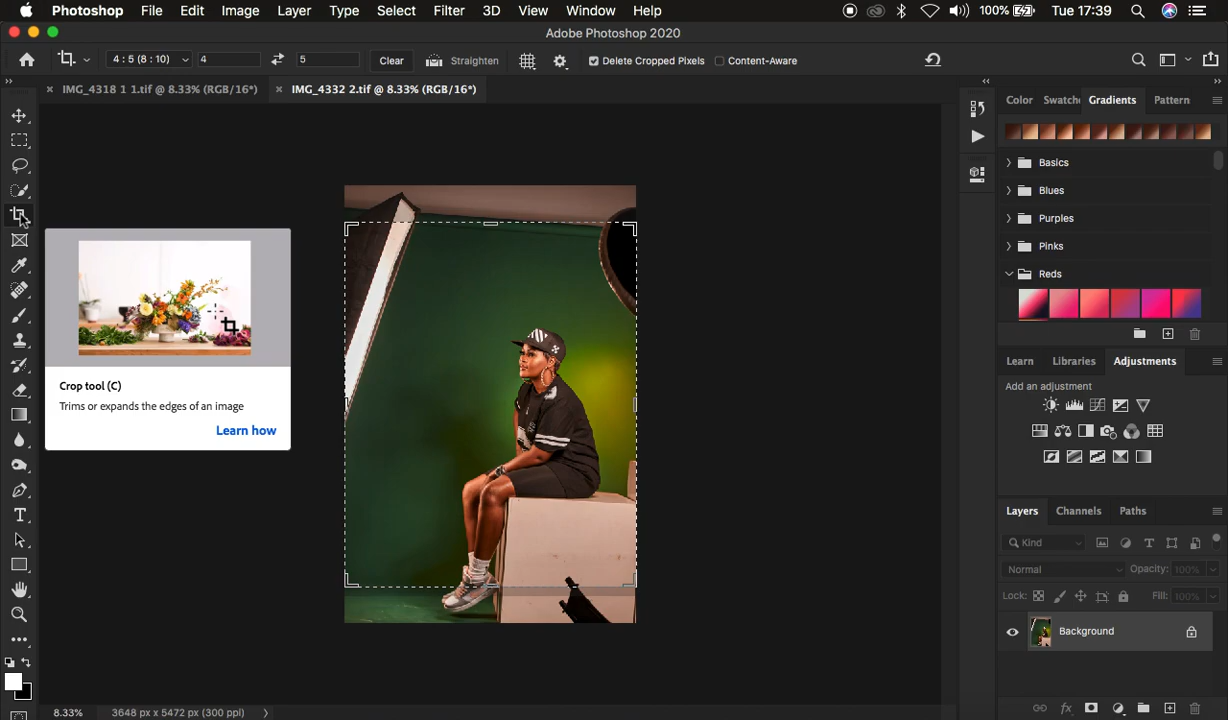 Photoshop File Edit Image Layer Type Select Filter 3D View Window Help 100% Tue 17:39
Adobe Photoshop 2020
4 : 5 (8 : 10) 4 5 Clear Straighten Delete Cropped Pixels Content-Aware
IMG_4318 1 1.tif @ 8.33% (RGB/16*) IMG_4332 2.tif @ 8.33% (RGB/16*)
Color Swatche Gradients Pattern
Basics
Blues
Purples
Pinks
Reds
Crop tool (C)
Trims or expands the edges of an image
Learn how
Learn Libraries Adjustments
Add an adjustment
Layers Channels Paths
Kind
Normal Opacity: 100%
Lock: Fill: 100%
Background
8.33% 3648 px x 5472 px (300 ppi)